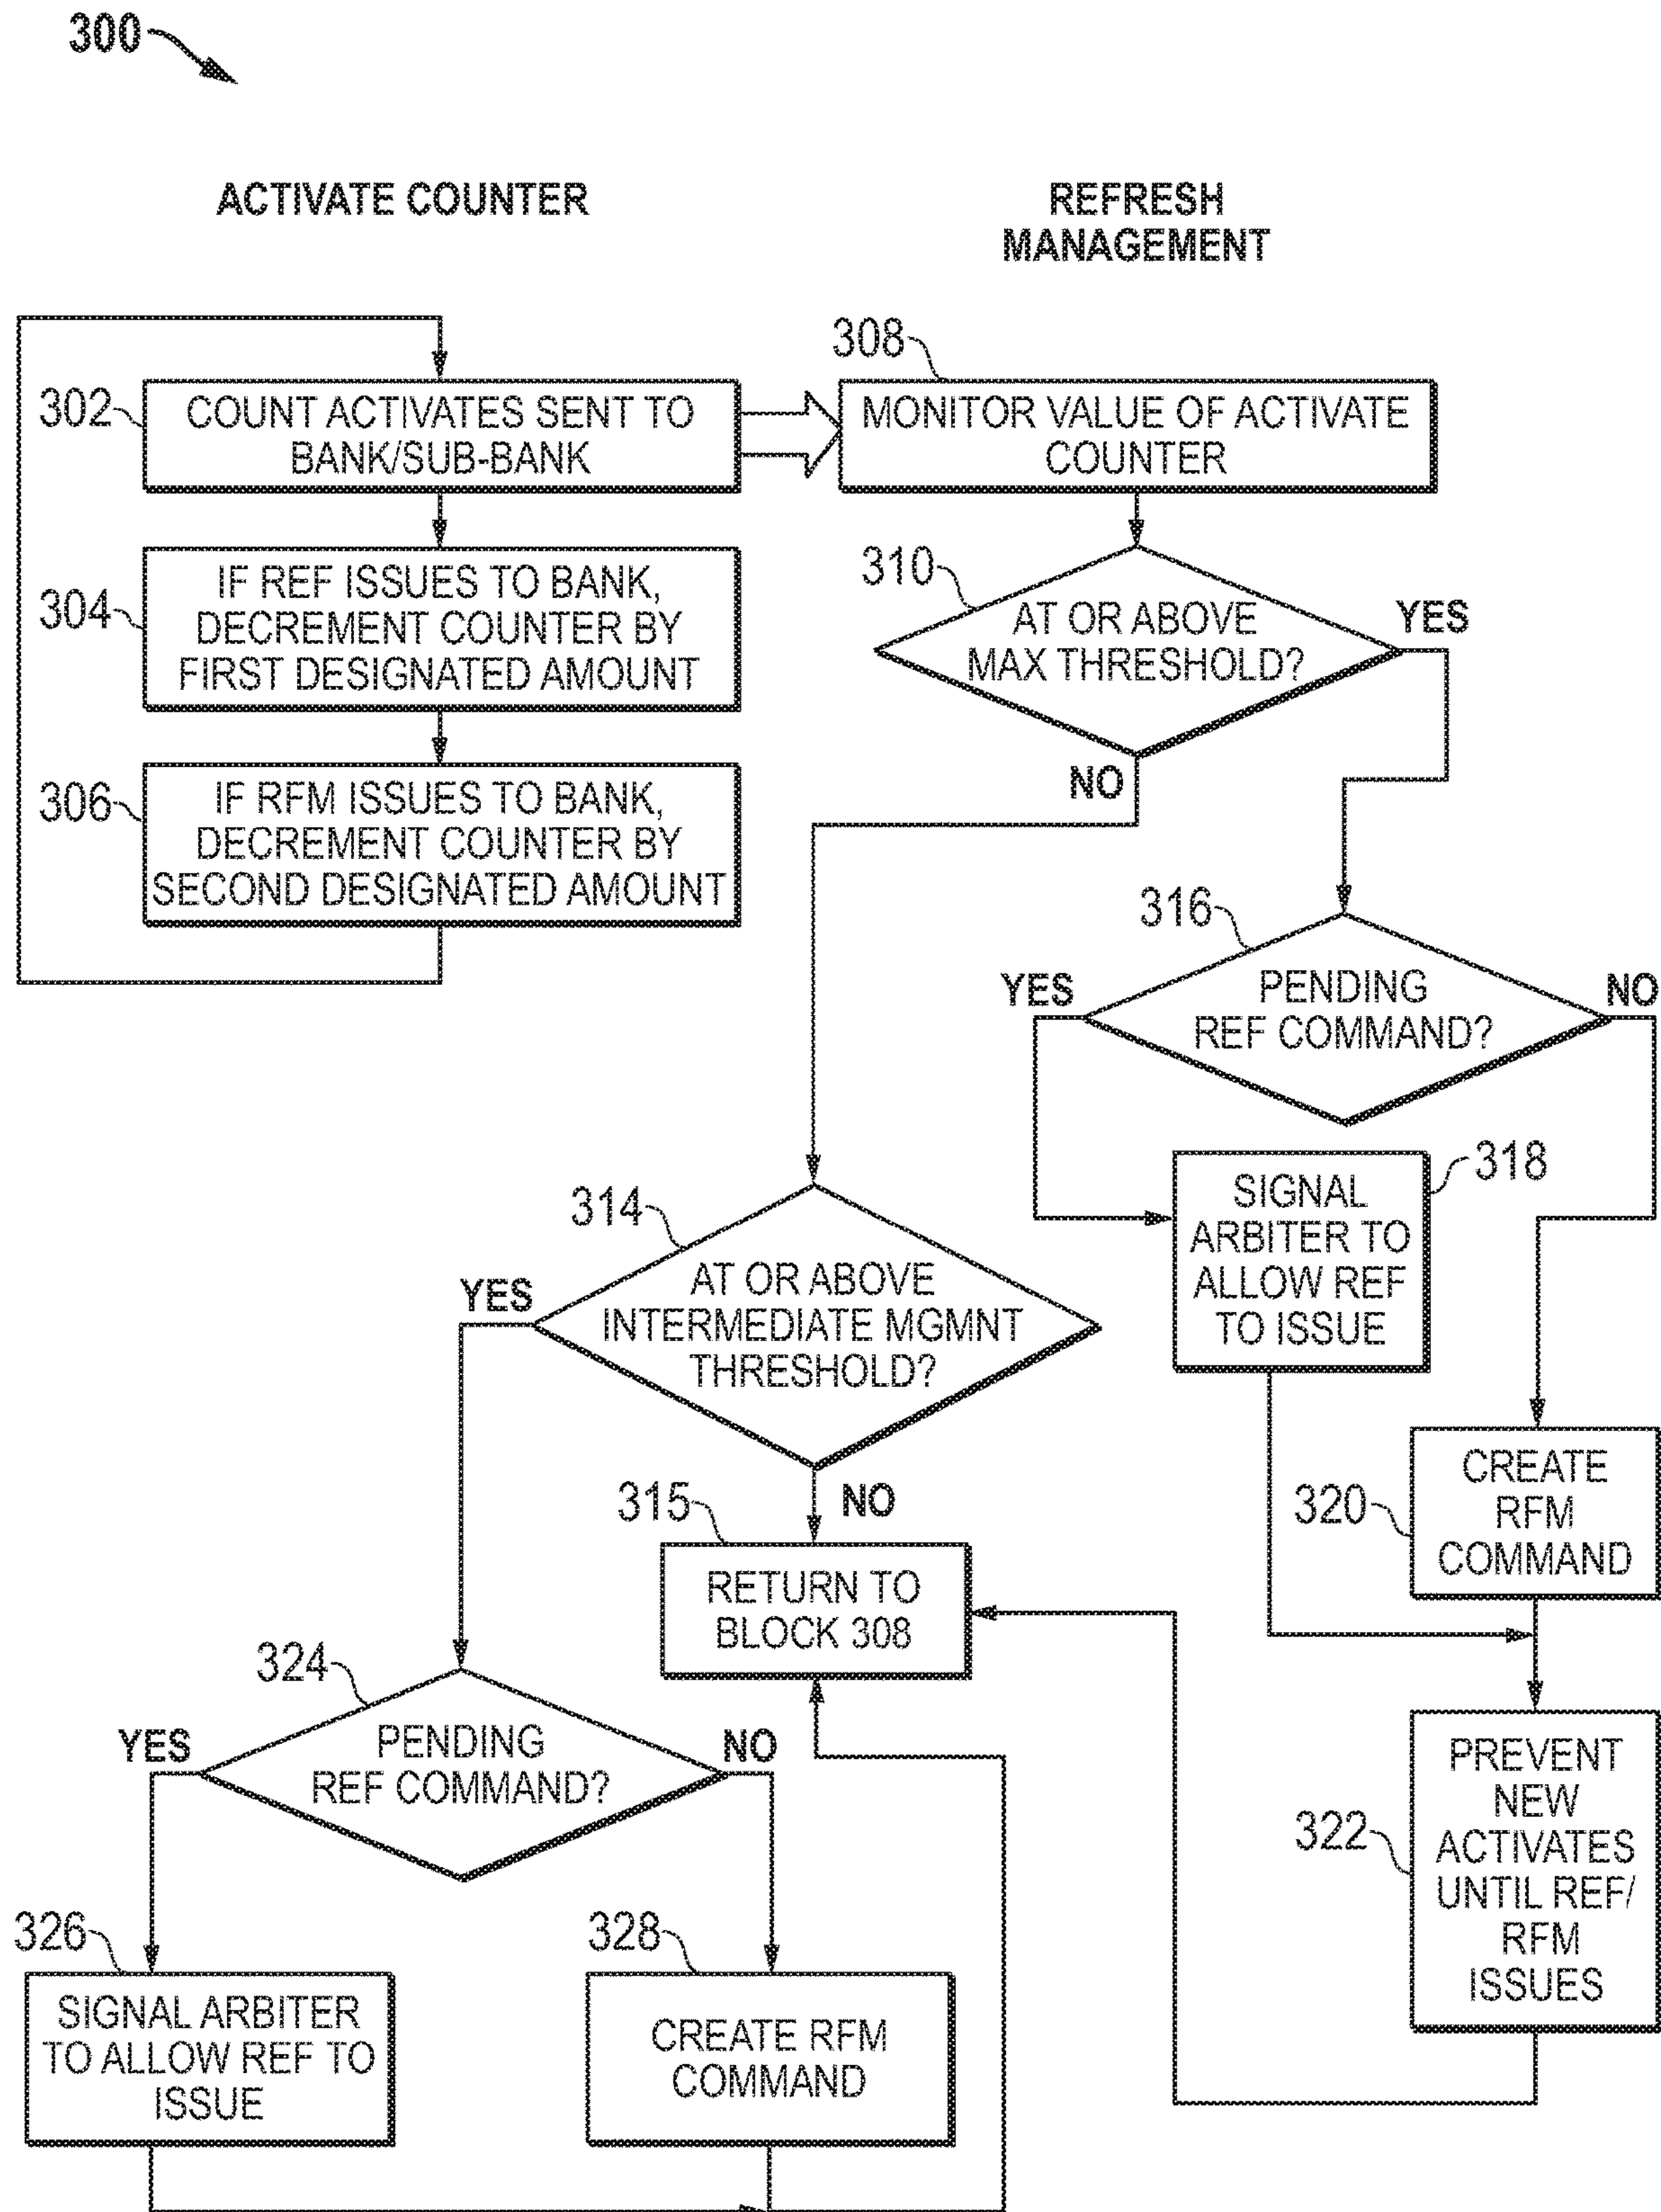 300
ACTIVATE COUNTER
REFRESH
MANAGEMENT
302
COUNT ACTIVATES SENT TO
BANK/SUB-BANK
308
MONITOR VALUE OF ACTIVATE
COUNTER
304
IF REF ISSUES TO BANK,
DECREMENT COUNTER BY
FIRST DESIGNATED AMOUNT
310
AT OR ABOVE
MAX THRESHOLD?
YES
NO
306
IF RFM ISSUES TO BANK,
DECREMENT COUNTER BY
SECOND DESIGNATED AMOUNT
316
PENDING
REF COMMAND?
YES
NO
318
SIGNAL
ARBITER TO
ALLOW REF
TO ISSUE
314
AT OR ABOVE
INTERMEDIATE MGMNT
THRESHOLD?
YES
NO
320
CREATE
RFM
COMMAND
315
RETURN TO
BLOCK 308
324
PENDING
REF COMMAND?
YES
NO
322
PREVENT
NEW
ACTIVATES
UNTIL REF/
RFM
ISSUES
326
SIGNAL ARBITER
TO ALLOW REF TO
ISSUE
328
CREATE RFM
COMMAND